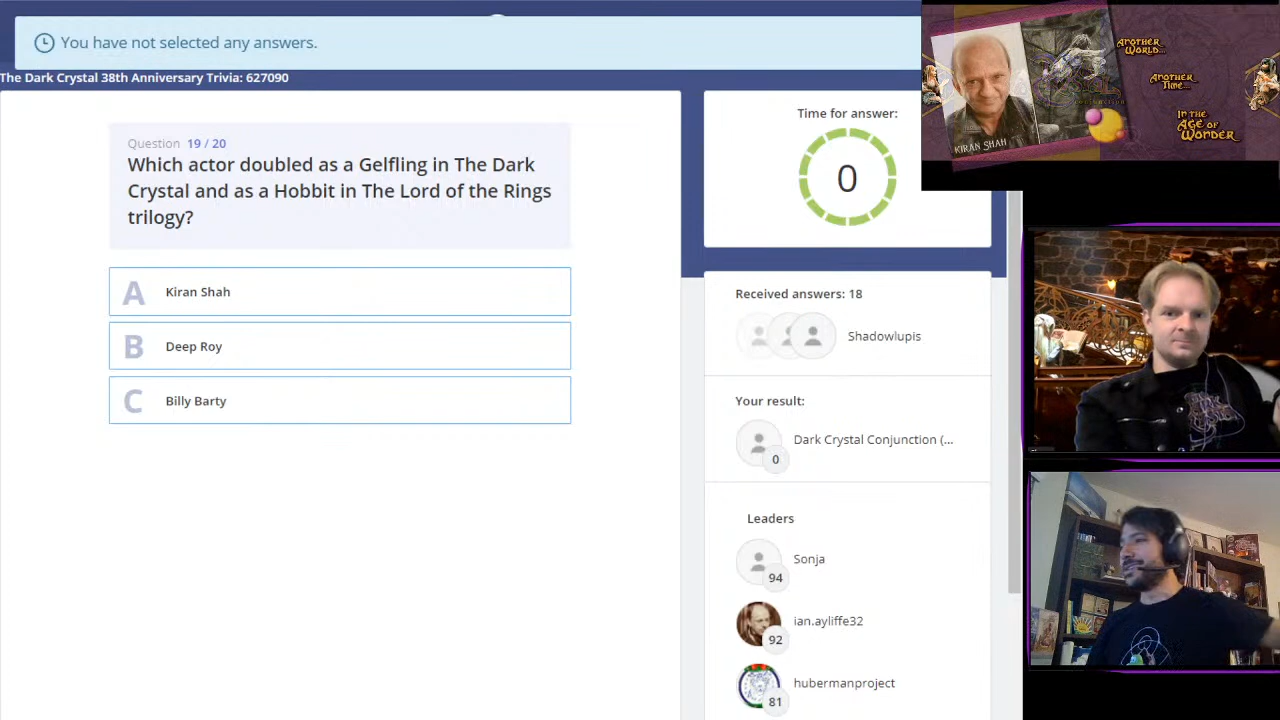 You have not selected any answers.
The Dark Crystal 38th Anniversary Trivia: 627090
Question 19 / 20
Which actor doubled as a Gelfling in The Dark
Crystal and as a Hobbit in The Lord of the Rings
trilogy?
A Kiran Shah
B Deep Roy
C Billy Barty
Time for answer:
0
Received answers: 18
Shadowlupis
Your result:
Dark Crystal Conjunction (...
0
Leaders
Sonja
94
ian.ayliffe32
92
hubermanproject
81
KIRAN SHAH
ANOTHER
WORLD...
ANOTHER
TIME...
IN THE
AGE OF
WONDER